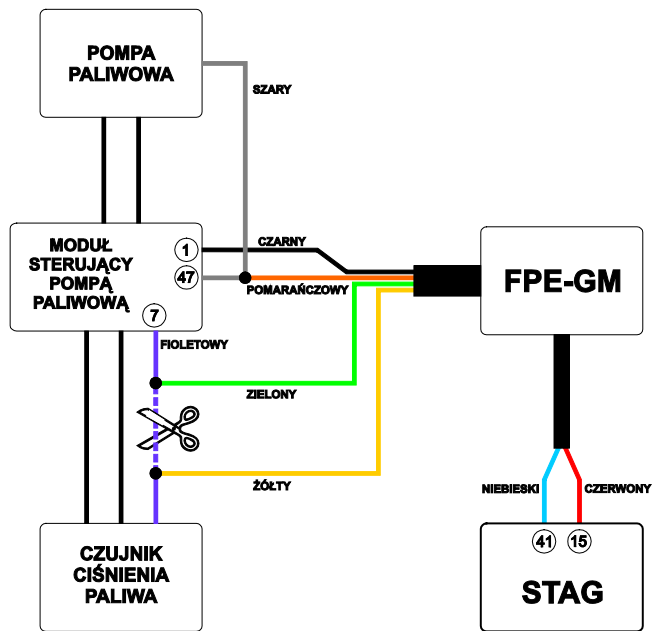 POMPA
PALIWOWA
SZARY
MODUŁ
STERUJĄCY
POMPĄ
PALIWOWĄ
1
47
7
CZARNY
POMARAŃCZOWY
FPE-GM
FIOLETOWY
ZIELONY
ŻÓŁTY
NIEBIESKI
CZERWONY
CZUJNIK
CIŚNIENIA
PALIWA
41
15
STAG